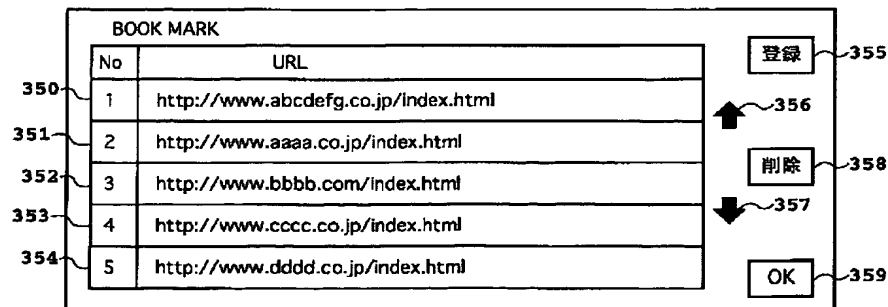 BOOK MARK
No URL
登録 355
350 1 http://www.abcdefg.co.jp/index.html
356
351 2 http://www.aaaa.co.jp/index.html
352 3 http://www.bbbb.com/index.html
削除 358
353 4 http://www.cccc.co.jp/index.html
357
354 5 http://www.dddd.co.jp/index.html
OK 359